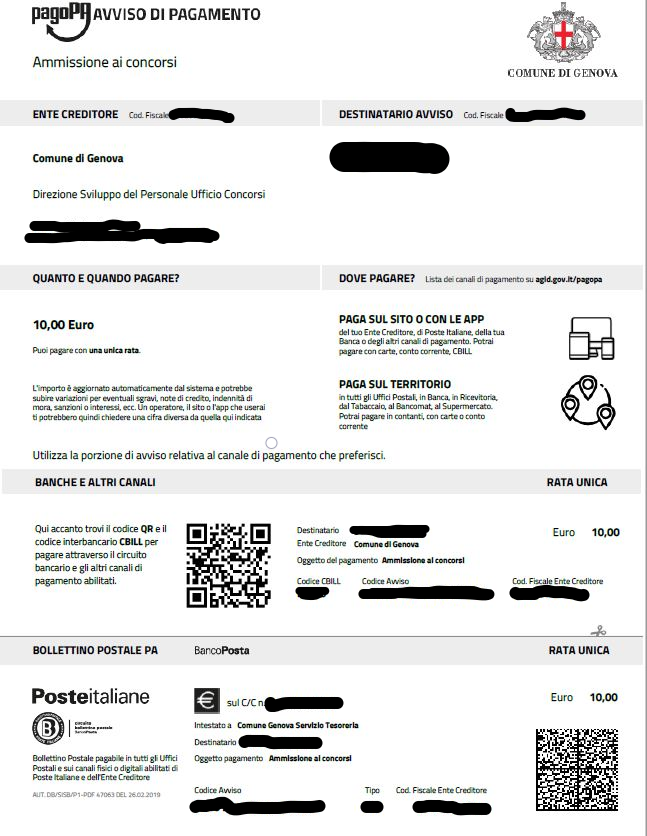 pagoPA AVVISO DI PAGAMENTO
Ammissione ai concorsi
COMUNE DI GENOVA
ENTE CREDITORE Cod. Fiscale
DESTINATARIO AVVISO Cod. Fiscale
Comune di Genova
Direzione Sviluppo del Personale Ufficio Concorsi
QUANTO E QUANDO PAGARE?
DOVE PAGARE? Lista dei canali di pagamento su agid.gov.it/pagopa
10,00 Euro
Puoi pagare con una unica rata.
L'importo è aggiornato automaticamente dal sistema e potrebbe
subire variazioni per eventuali sgravi, note di credito, indennità di
mora, sanzioni o interessi, ecc. Un operatore, il sito o l'app che userai
ti potrebbero quindi chiedere una cifra diversa da quella qui indicata
PAGA SUL SITO O CON LE APP
del tuo Ente Creditore, di Poste Italiane, della tua
Banca o degli altri canali di pagamento. Potrai
pagare con carte, conto corrente, CBILL
PAGA SUL TERRITORIO
in tutti gli Uffici Postali, in Banca, in Ricevitoria,
dal Tabaccaio, al Bancomat, al Supermercato.
Potrai pagare in contanti, con carte o conto
corrente
Utilizza la porzione di avviso relativa al canale di pagamento che preferisci.
BANCHE E ALTRI CANALI
RATA UNICA
Qui accanto trovi il codice QR e il
codice interbancario CBILL per
pagare attraverso il circuito
bancario e gli altri canali di
pagamento abilitati.
Destinatario
Euro 10,00
Ente Creditore Comune di Genova
Oggetto del pagamento Ammissione ai concorsi
Codice CBILL Codice Avviso Cod. Fiscale Ente Creditore
BOLLETTINO POSTALE PA
BancoPosta
RATA UNICA
Posteitaliane
circuito
bollettino postale
BancoPosta
Bollettino Postale pagabile in tutti gli Uffici
Postali e sui canali fisici o digitali abilitati di
Poste Italiane e dell'Ente Creditore
AUT. DB/SISB/P1-PDF 47063 DEL 26.02.2019
€ sul C/C n.
Euro 10,00
Intestato a Comune Genova Servizio Tesoreria
Destinatario
Oggetto pagamento Ammissione ai concorsi
Codice Avviso Tipo Cod. Fiscale Ente Creditore